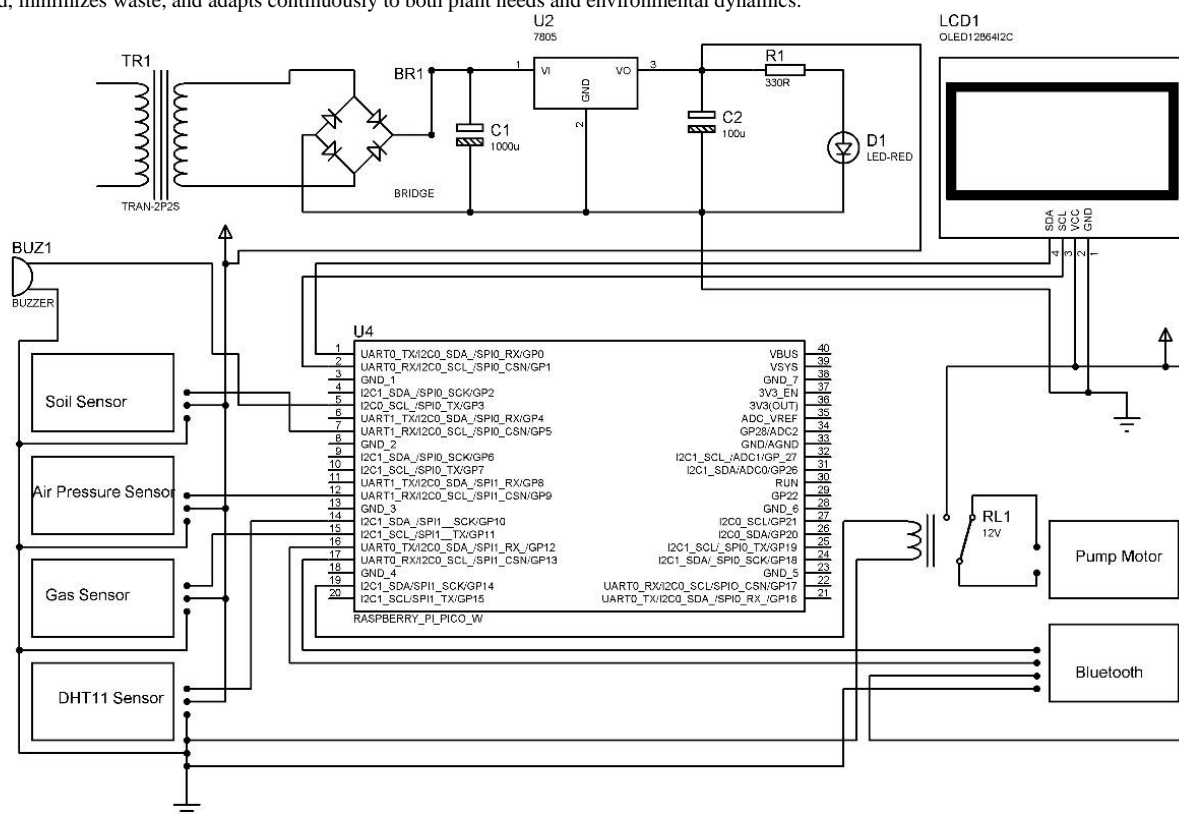 d, minimizes waste, and adapts continuously to both plant needs and environmental dynamics.
TR1
TRAN-2P2S
BR1
BRIDGE
C1
1000u
U2
7805
1
VI
VO
3
GND
2
C2
100u
R1
330R
D1
LED-RED
LCD1
OLED12864I2C
SDA
SCL
VCC
GND
4
3
2
1
BUZ1
BUZZER
Soil Sensor
Air Pressure Sensor
Gas Sensor
DHT11 Sensor
U4
1 UART0_TX/I2C0_SDA_/SPI0_RX/GP0
2 UART0_RX/I2C0_SCL_/SPI0_CSN/GP1
3 GND_1
4 I2C1_SDA_/SPI0_SCK/GP2
5 I2C0_SCL_/SPI0_TX/GP3
6 UART1_TX/I2C0_SDA_/SPI0_RX/GP4
7 UART1_RX/I2C0_SCL_/SPI0_CSN/GP5
8 GND_2
9 I2C1_SDA_/SPI0_SCK/GP6
10 I2C1_SCL_/SPI0_TX/GP7
11 UART1_TX/I2C0_SDA_/SPI1_RX/GP8
12 UART1_RX/I2C0_SCL_/SPI1_CSN/GP9
13 GND_3
14 I2C1_SDA_/SPI1__SCK/GP10
15 I2C1_SCL_/SPI1__TX/GP11
16 UART0_TX/I2C0_SDA_/SPI1_RX_/GP12
17 UART0_RX/I2C0_SCL_/SPI1_CSN/GP13
18 GND_4
19 I2C1_SDA/SPI1_SCK/GP14
20 I2C1_SCL/SPI1_TX/GP15
VBUS 40
VSYS 39
GND_7 38
3V3_EN 37
3V3(OUT) 36
ADC_VREF 35
GP28/ADC2 34
GND/AGND 33
I2C1_SCL_/ADC1/GP_27 32
I2C1_SDA/ADC0/GP26 31
RUN 30
GP22 29
GND_6 28
I2C0_SCL/GP21 27
I2C0_SDA/GP20 26
I2C1_SCL/_SPI0_TX/GP19 25
I2C1_SDA/_SPI0_SCK/GP18 24
GND_5 23
UART0_RX/I2C0_SCL/SPI0_CSN/GP17 22
UART0_TX/I2C0_SDA_/SPI0_RX_/GP16 21
RASPBERRY_PI_PICO_W
RL1
12V
Pump Motor
Bluetooth